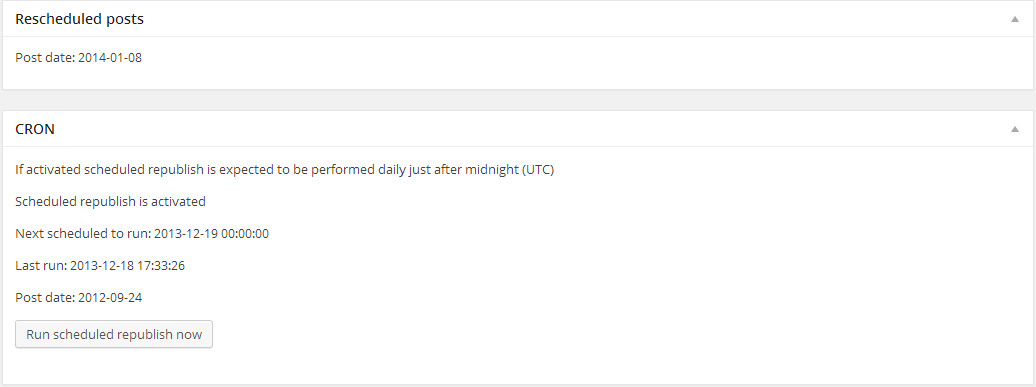 Rescheduled posts
Post date: 2014-01-08
CRON
If activated scheduled republish is expected to be performed daily just after midnight (UTC)
Scheduled republish is activated
Next scheduled to run: 2013-12-19 00:00:00
Last run: 2013-12-18 17:33:26
Post date: 2012-09-24
Run scheduled republish now